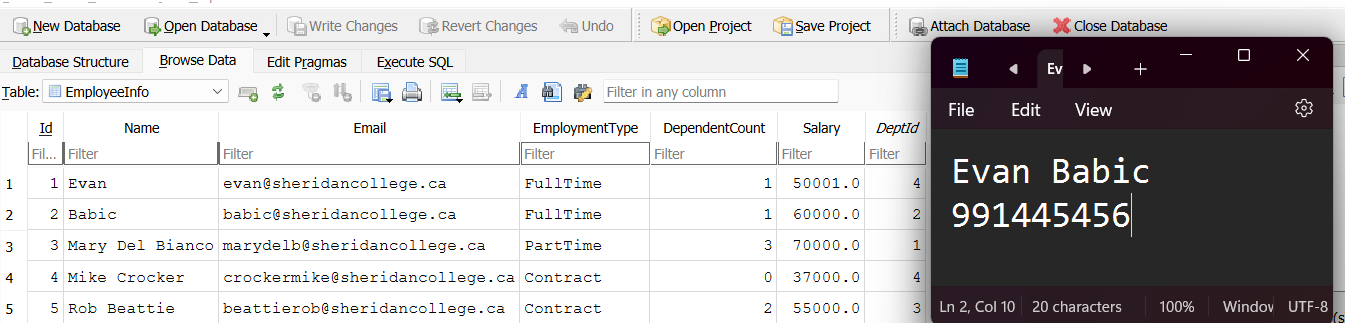 New Database Open Database Write Changes Revert Changes Undo Open Project Save Project Attach Database Close Database
Database Structure Browse Data Edit Pragmas Execute SQL
Table: EmployeeInfo Filter in any column
Id Name Email EmploymentType DependentCount Salary DeptId
Fil... Filter Filter Filter Filter Filter Filter
1 1 Evan evan@sheridancollege.ca FullTime 1 50001.0 4
2 2 Babic babic@sheridancollege.ca FullTime 1 60000.0 2
3 3 Mary Del Bianco marydelb@sheridancollege.ca PartTime 3 70000.0 1
4 4 Mike Crocker crockermike@sheridancollege.ca Contract 0 37000.0 4
5 5 Rob Beattie beattierob@sheridancollege.ca Contract 2 55000.0 3
Ev
File Edit View
Evan Babic
991445456
Ln 2, Col 10 20 characters 100% Window UTF-8